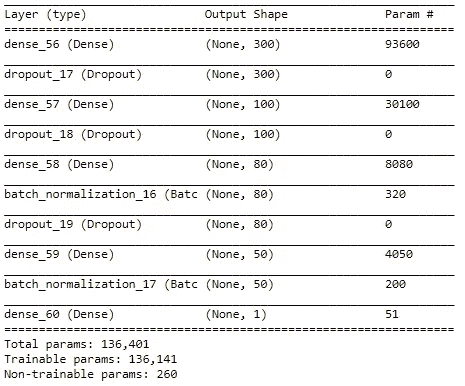 Layer (type) Output Shape Param #
dense_56 (Dense) (None, 300) 93600
dropout_17 (Dropout) (None, 300) 0
dense_57 (Dense) (None, 100) 30100
dropout_18 (Dropout) (None, 100) 0
dense_58 (Dense) (None, 80) 8080
batch_normalization_16 (Batc (None, 80) 320
dropout_19 (Dropout) (None, 80) 0
dense_59 (Dense) (None, 50) 4050
batch_normalization_17 (Batc (None, 50) 200
dense_60 (Dense) (None, 1) 51
Total params: 136,401
Trainable params: 136,141
Non-trainable params: 260